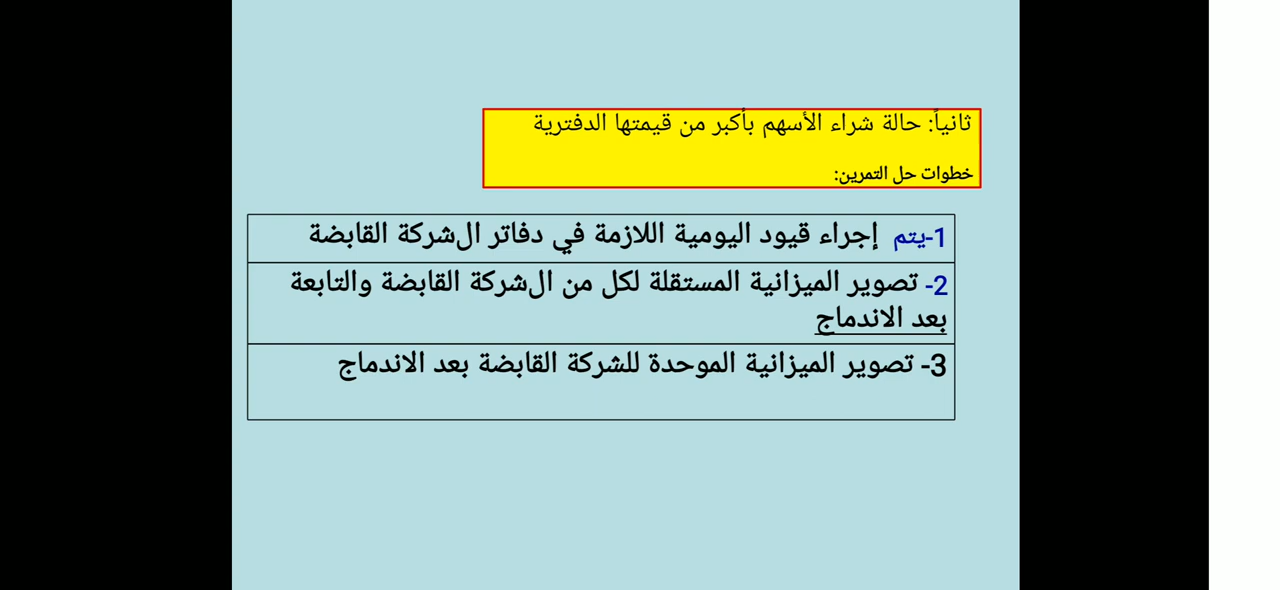 ثانياً: حالة شراء الأسهم بأكبر من قيمتها الدفترية
خطوات حل التمرين:
1-يتم إجراء قيود اليومية اللازمة في دفاتر الشركة القابضة
2- تصوير الميزانية المستقلة لكل من الشركة القابضة والتابعة
بعد الاندماج
3- تصوير الميزانية الموحدة للشركة القابضة بعد الاندماج